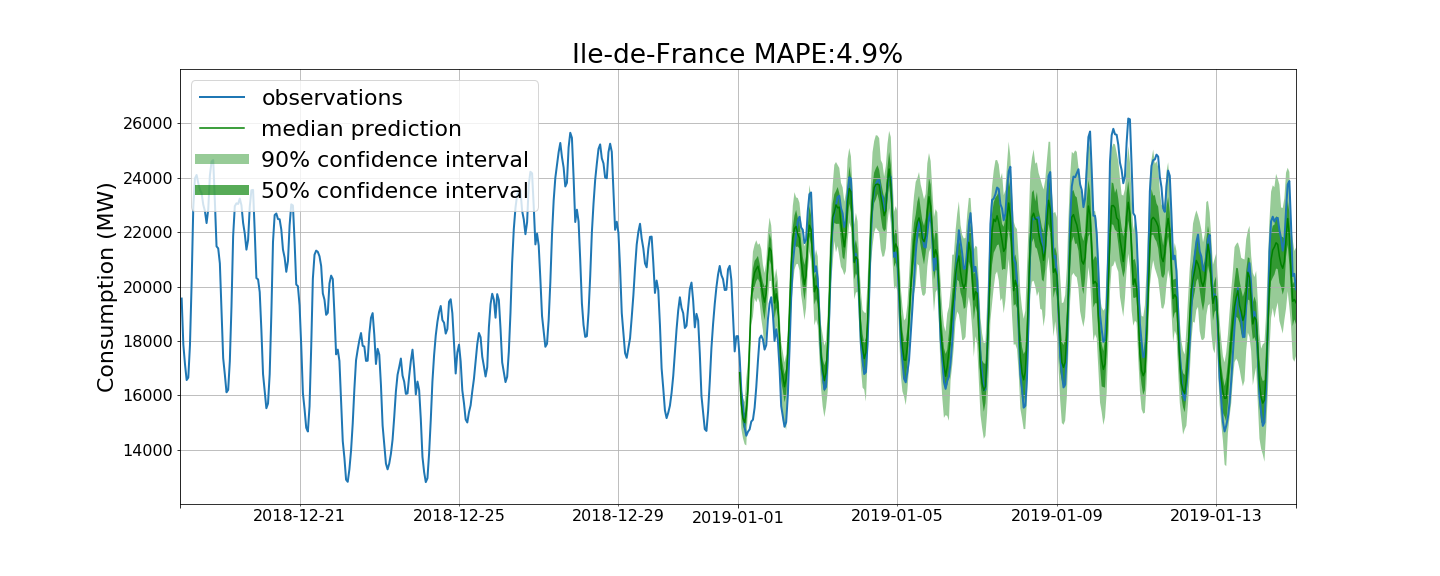 Ile-de-France MAPE:4.9%
observations
median prediction
90% confidence interval
50% confidence interval
Consumption (MW)
26000
24000
22000
20000
18000
16000
14000
2018-12-21 2018-12-25 2018-12-29 2019-01-01 2019-01-05 2019-01-09 2019-01-13